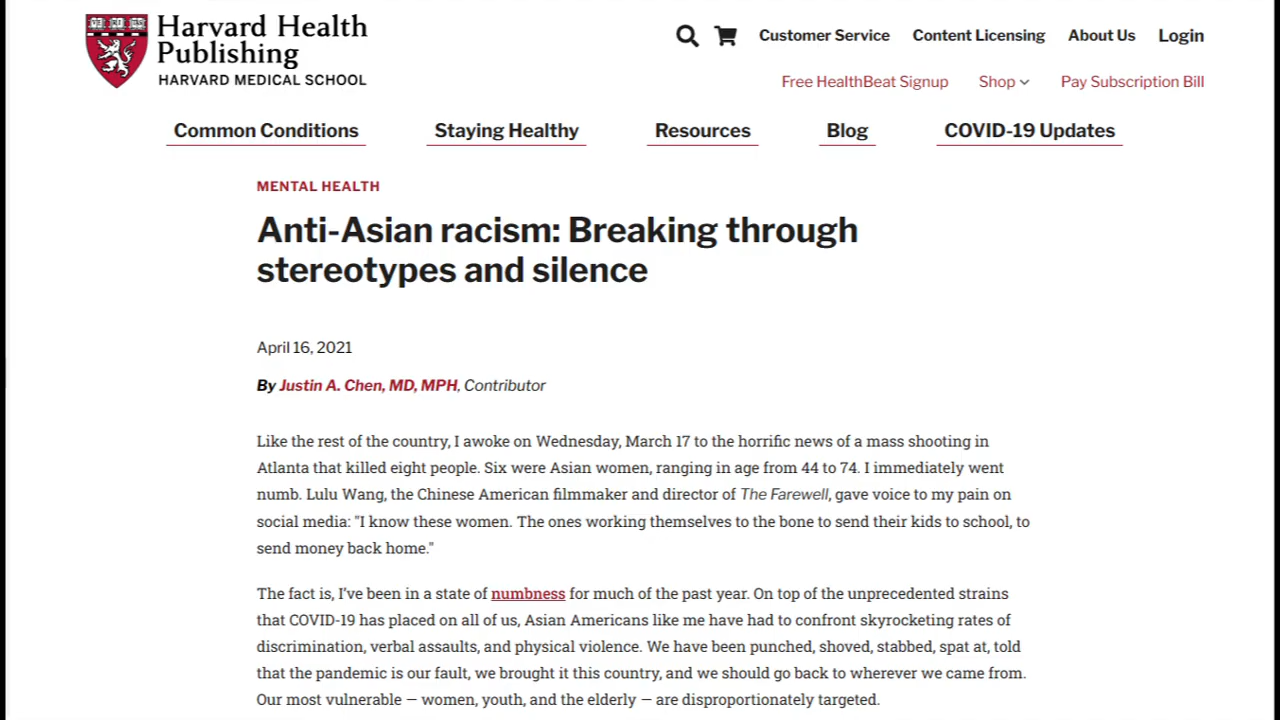 Harvard Health
Publishing
HARVARD MEDICAL SCHOOL
Customer Service Content Licensing About Us Login
Free HealthBeat Signup Shop Pay Subscription Bill
Common Conditions Staying Healthy Resources Blog COVID-19 Updates
MENTAL HEALTH
Anti-Asian racism: Breaking through
stereotypes and silence
April 16, 2021
By Justin A. Chen, MD, MPH, Contributor
Like the rest of the country, I awoke on Wednesday, March 17 to the horrific news of a mass shooting in
Atlanta that killed eight people. Six were Asian women, ranging in age from 44 to 74. I immediately went
numb. Lulu Wang, the Chinese American filmmaker and director of The Farewell, gave voice to my pain on
social media: "I know these women. The ones working themselves to the bone to send their kids to school, to
send money back home."
The fact is, I've been in a state of numbness for much of the past year. On top of the unprecedented strains
that COVID-19 has placed on all of us, Asian Americans like me have had to confront skyrocketing rates of
discrimination, verbal assaults, and physical violence. We have been punched, shoved, stabbed, spat at, told
that the pandemic is our fault, we brought it this country, and we should go back to wherever we came from.
Our most vulnerable — women, youth, and the elderly — are disproportionately targeted.